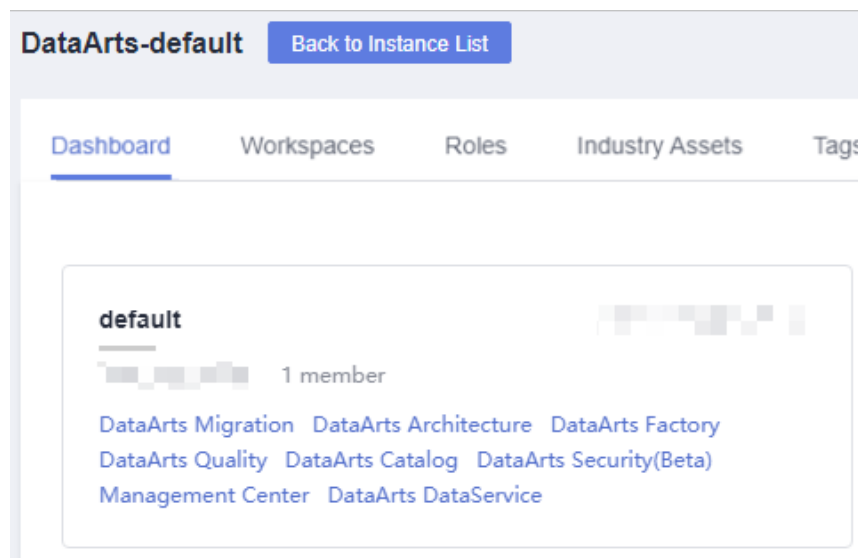 DataArts-default Back to Instance List
Dashboard Workspaces Roles Industry Assets Tags
default
1 member
DataArts Migration DataArts Architecture DataArts Factory
DataArts Quality DataArts Catalog DataArts Security(Beta)
Management Center DataArts DataService